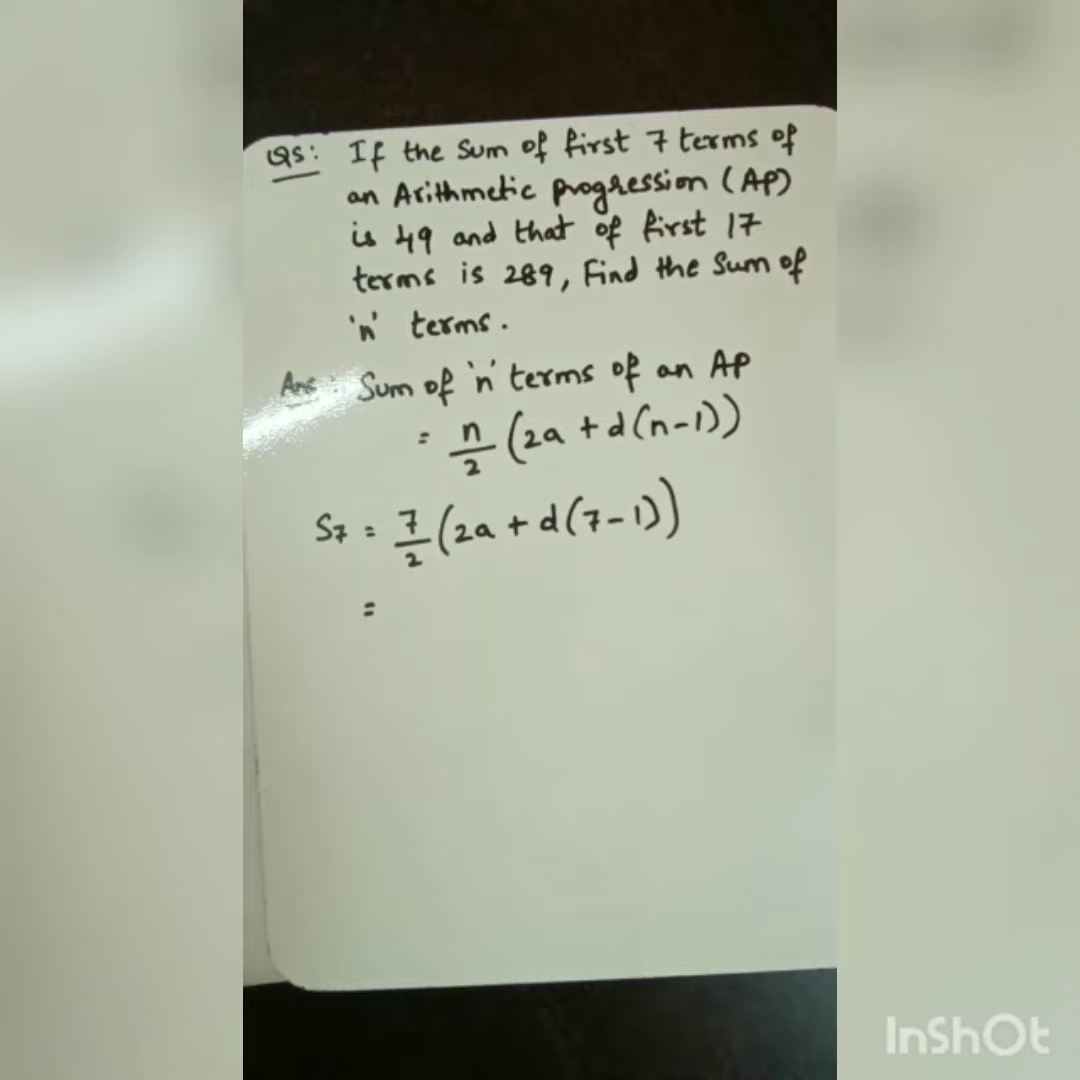 Qs: If the Sum of first 7 terms of
an Arithmetic progression (AP)
is 49 and that of first 17
terms is 289, Find the Sum of
'n' terms.
Ans: Sum of 'n' terms of an AP
= n/2 (2a + d(n-1))
S7 = 7/2 (2a + d(7-1))
=
InShOt